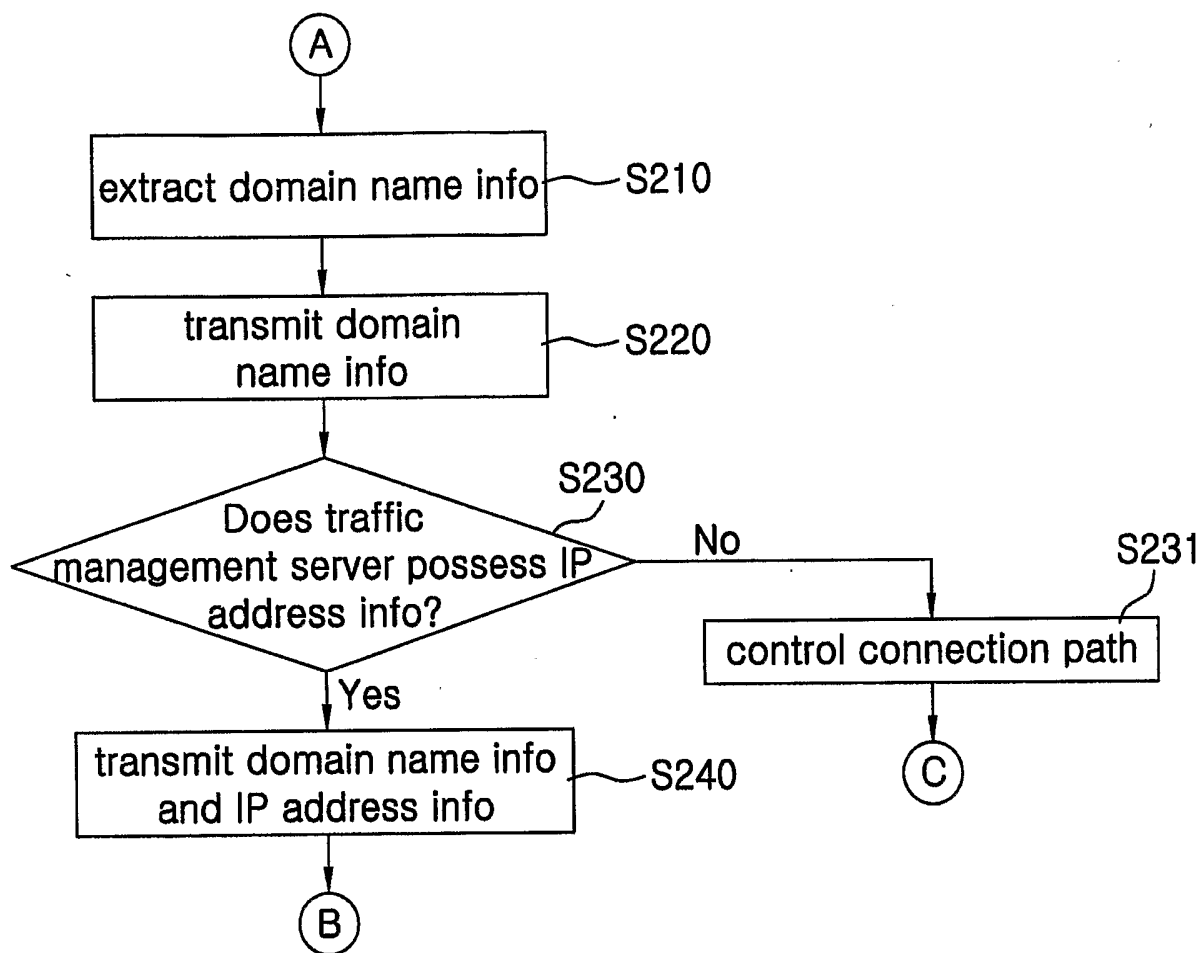 A
extract domain name info
S210
transmit domain
name info
S220
S230
Does traffic
management server possess IP
address info?
No
S231
control connection path
Yes
transmit domain name info
and IP address info
S240
C
B